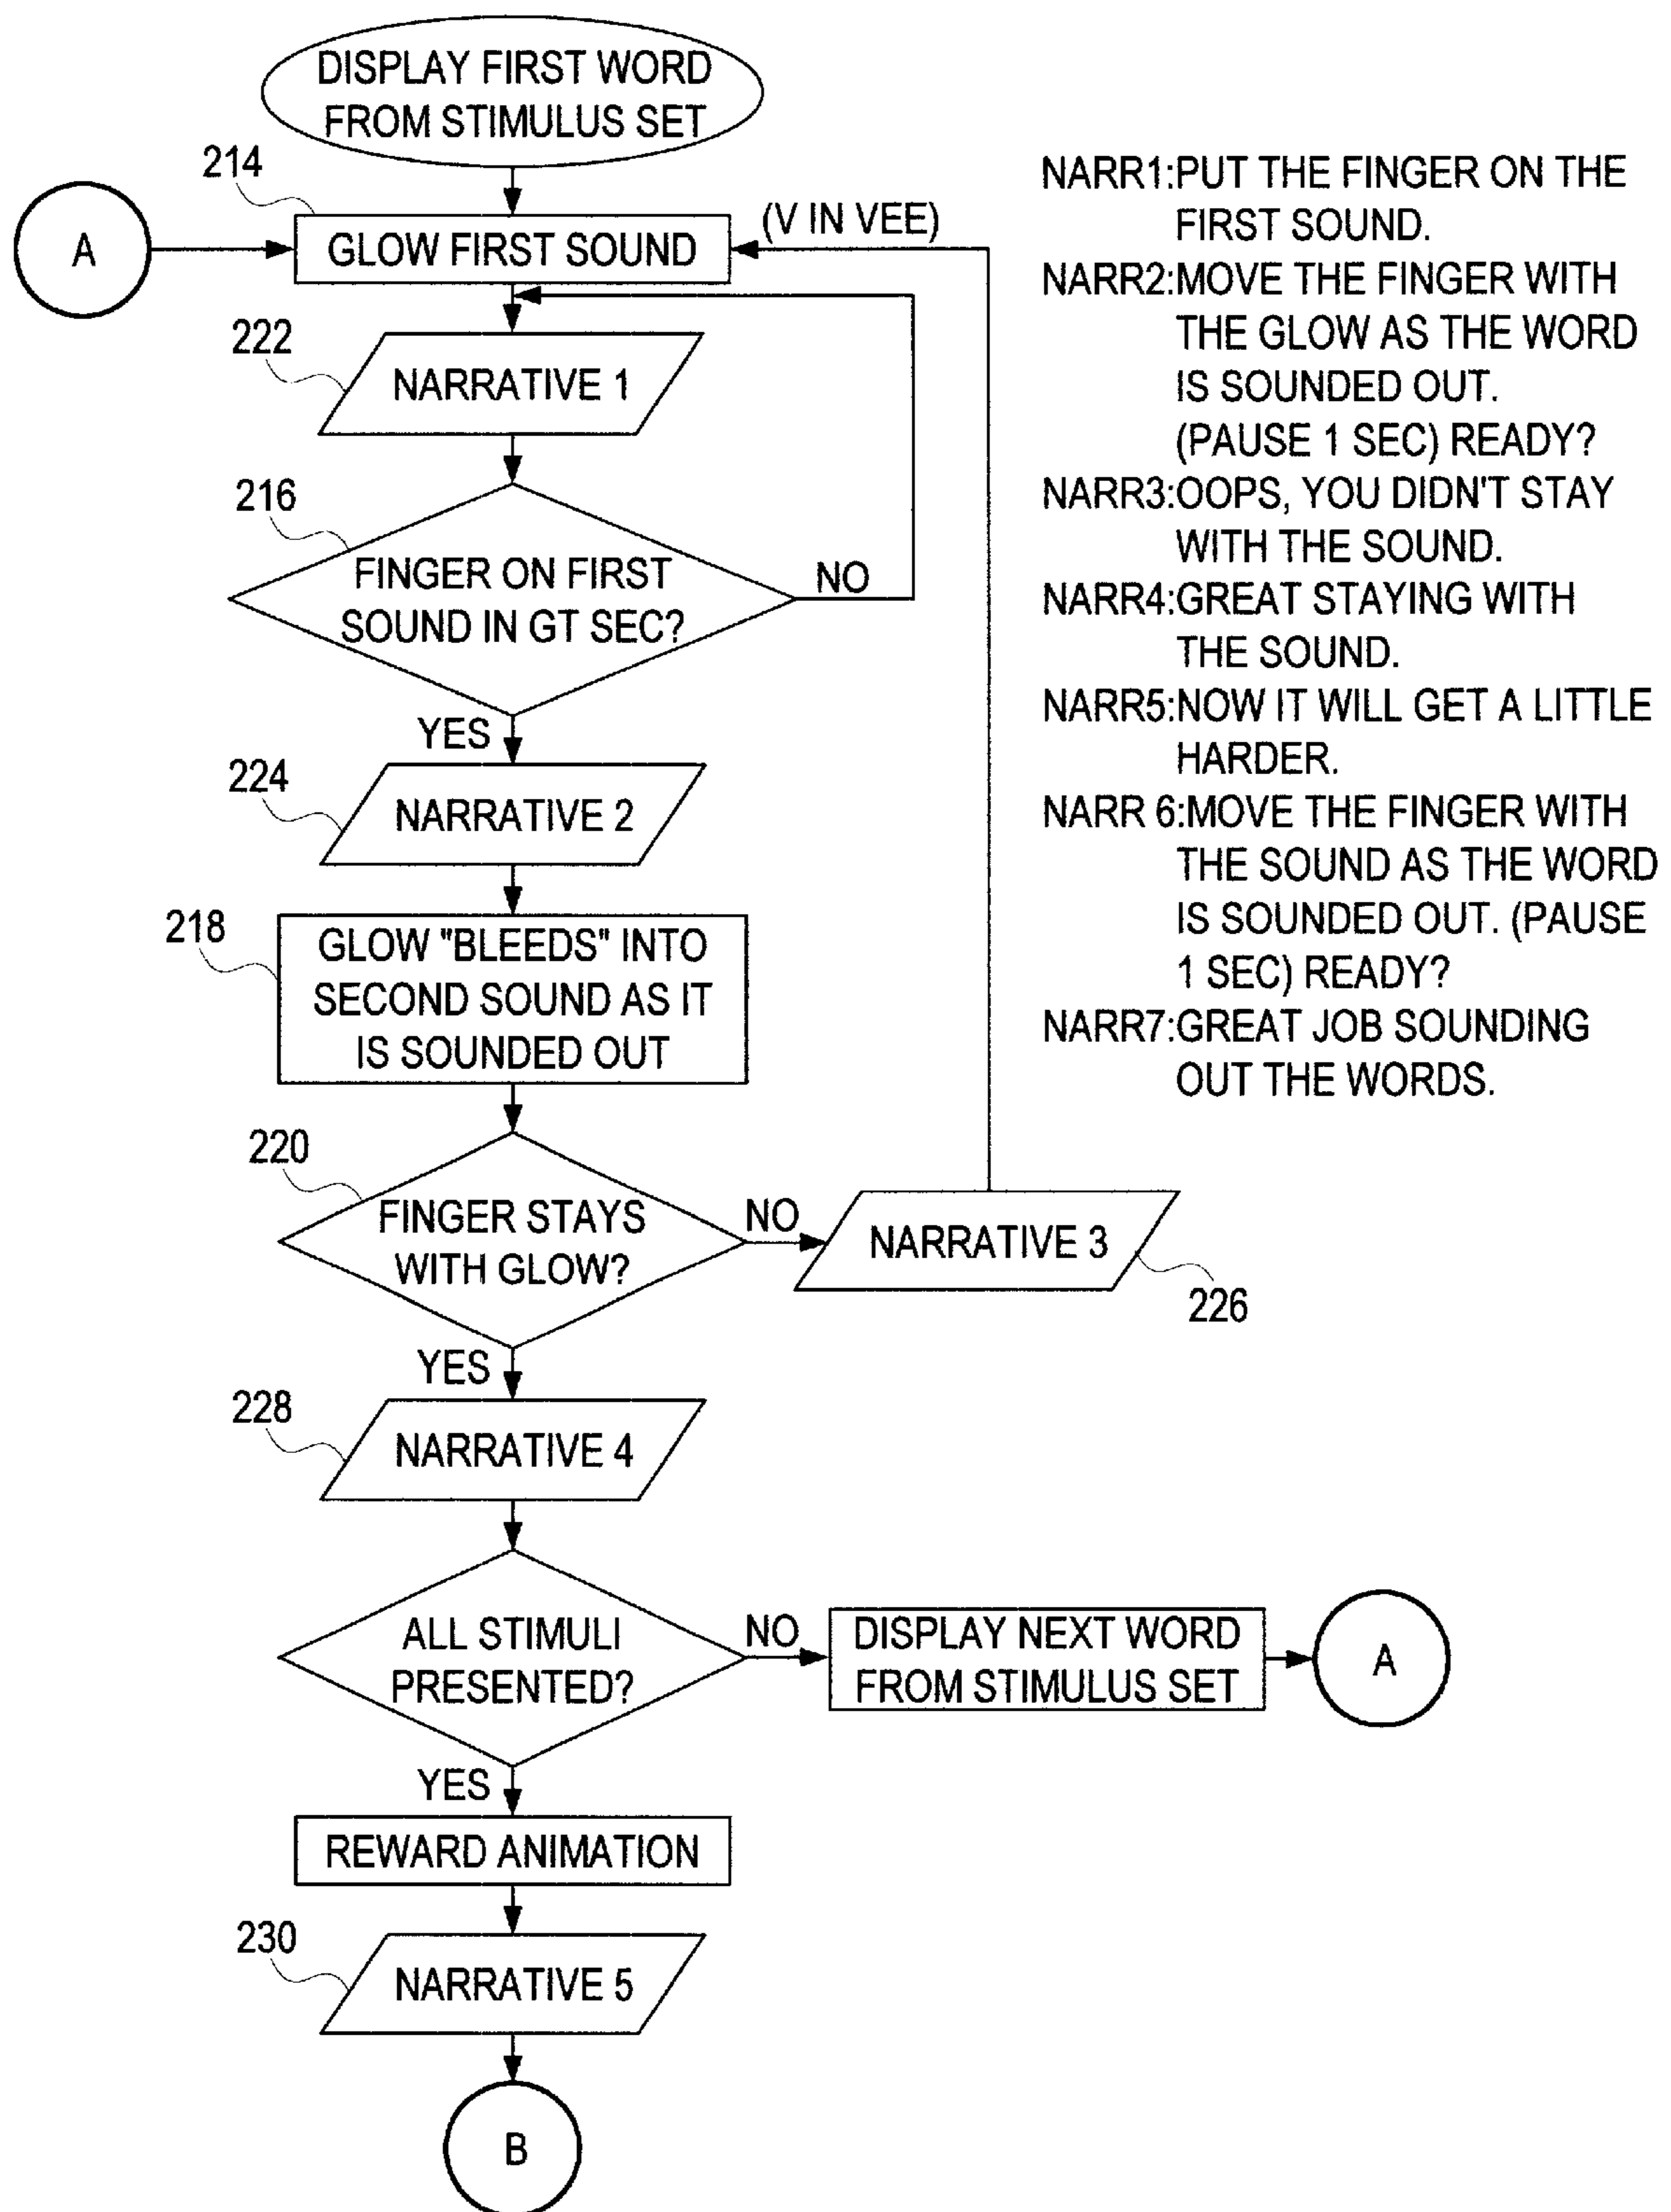 DISPLAY FIRST WORD
FROM STIMULUS SET
214
A
GLOW FIRST SOUND
(V IN VEE)
222
NARRATIVE 1
216
FINGER ON FIRST
SOUND IN GT SEC?
NO
YES
224
NARRATIVE 2
218
GLOW "BLEEDS" INTO
SECOND SOUND AS IT
IS SOUNDED OUT
220
FINGER STAYS
WITH GLOW?
NO
NARRATIVE 3
226
YES
228
NARRATIVE 4
ALL STIMULI
PRESENTED?
NO
DISPLAY NEXT WORD
FROM STIMULUS SET
A
YES
REWARD ANIMATION
230
NARRATIVE 5
B
NARR1:PUT THE FINGER ON THE
FIRST SOUND.
NARR2:MOVE THE FINGER WITH
THE GLOW AS THE WORD
IS SOUNDED OUT.
(PAUSE 1 SEC) READY?
NARR3:OOPS, YOU DIDN'T STAY
WITH THE SOUND.
NARR4:GREAT STAYING WITH
THE SOUND.
NARR5:NOW IT WILL GET A LITTLE
HARDER.
NARR 6:MOVE THE FINGER WITH
THE SOUND AS THE WORD
IS SOUNDED OUT. (PAUSE
1 SEC) READY?
NARR7:GREAT JOB SOUNDING
OUT THE WORDS.